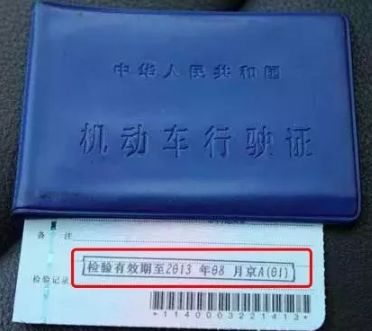 中华人民共和国
机动车行驶证
备 注
检验记录
检验有效期至2013 年08 月京A(01)
*1140003221413*